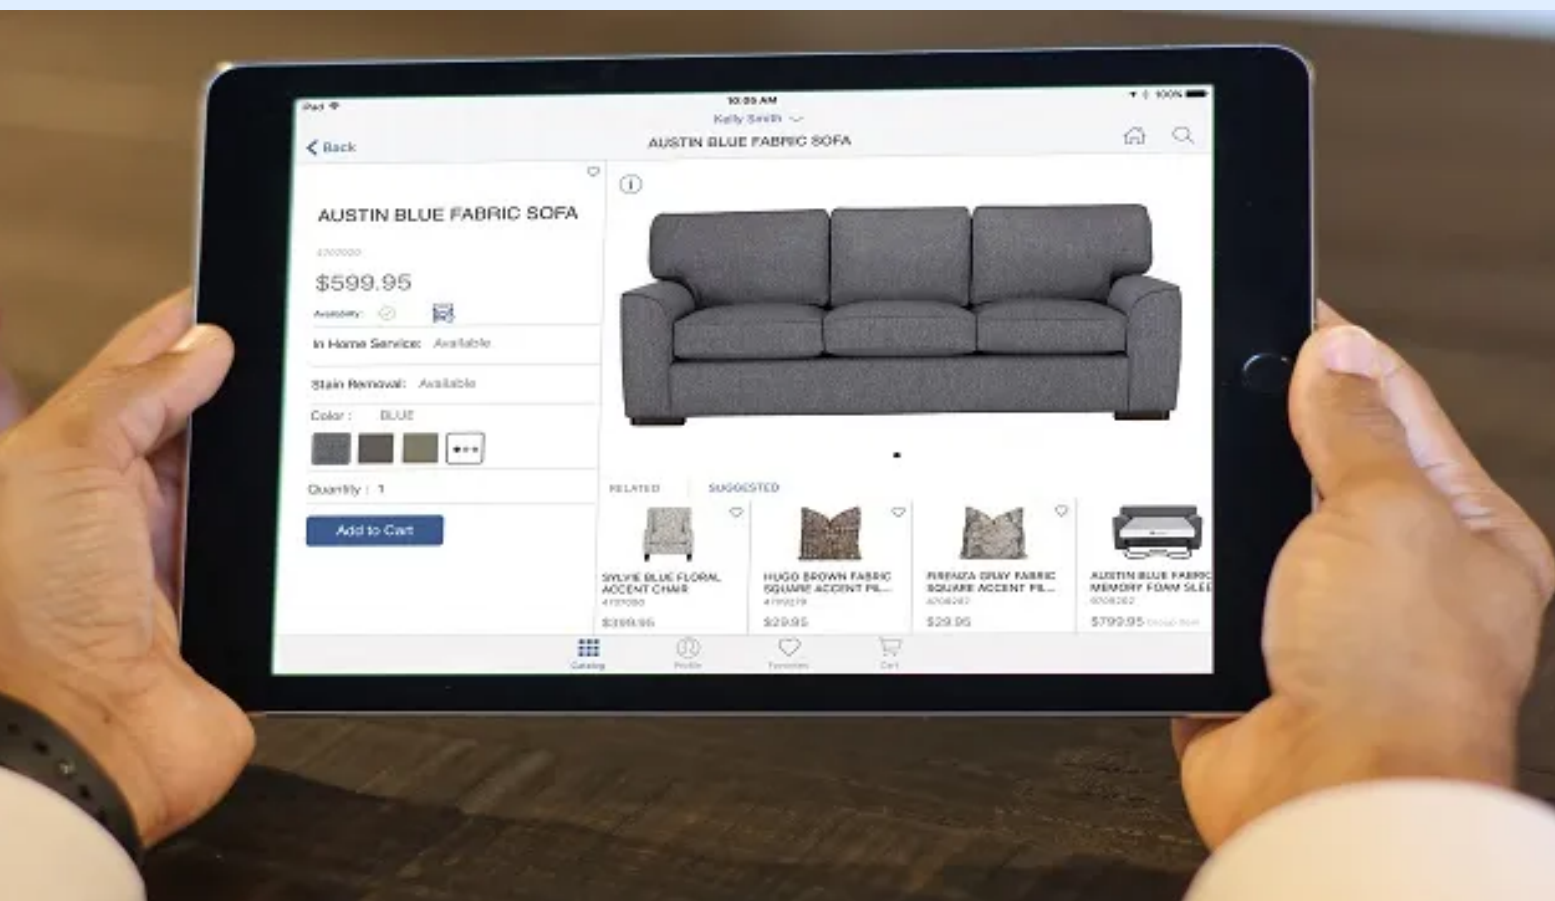 iPad
10:05 AM
100%
Kelly Smith
Back
AUSTIN BLUE FABRIC SOFA
AUSTIN BLUE FABRIC SOFA
$599.95
Availability:
In Home Service: Available
Stain Removal: Available
Color : BLUE
Quantity : 1
Add to Cart
RELATED
SUGGESTED
SYLVIE BLUE FLORAL
ACCENT CHAIR
$399.95
HUGO BROWN FABRIC
SQUARE ACCENT PIL...
$29.95
FIRENZA GRAY FABRIC
SQUARE ACCENT PIL...
$29.95
AUSTIN BLUE FABRIC
MEMORY FOAM SLEE
$799.95 Group Item
Catalog
Profile
Favorites
Cart